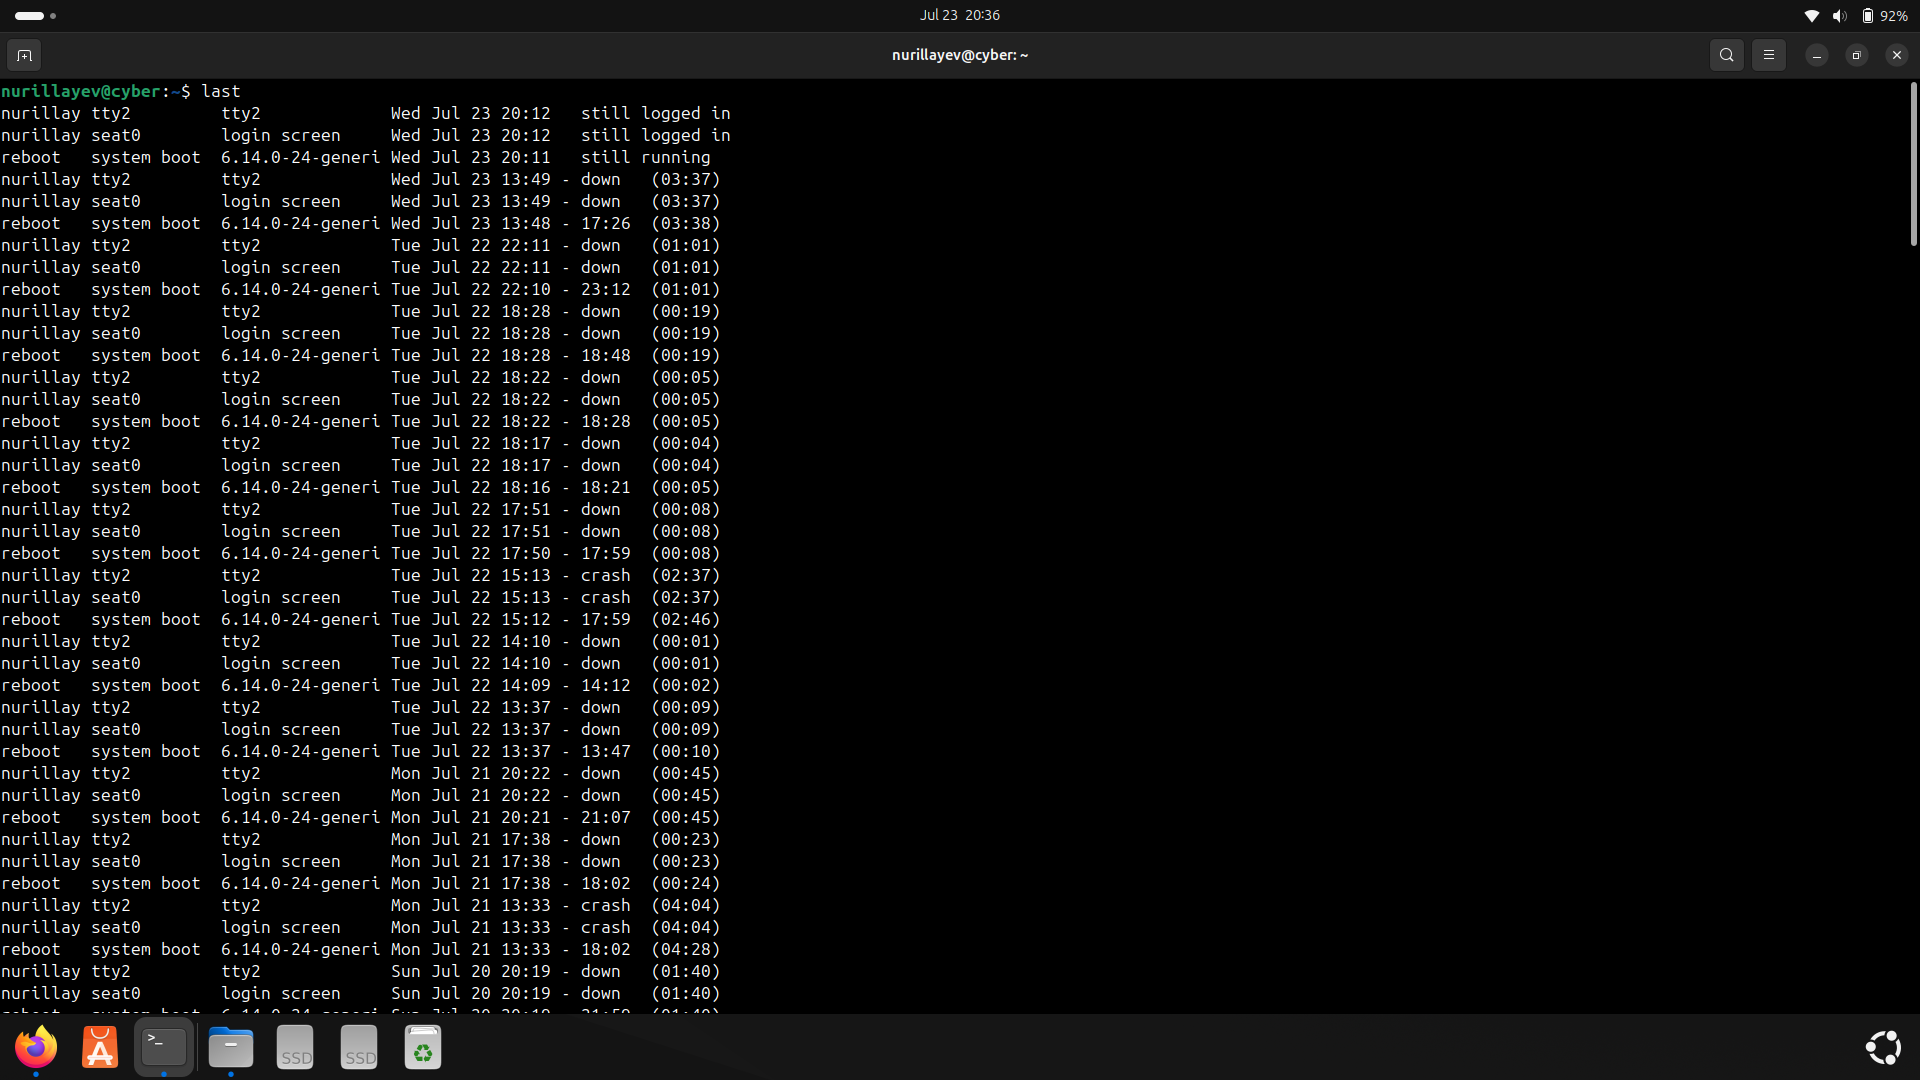 Jul 23 20:36
92%
nurillayev@cyber: ~
nurillayev@cyber:~$ last
nurillay tty2         tty2             Wed Jul 23 20:12   still logged in
nurillay seat0        login screen     Wed Jul 23 20:12   still logged in
reboot   system boot  6.14.0-24-generi Wed Jul 23 20:11   still running
nurillay tty2         tty2             Wed Jul 23 13:49 - down   (03:37)
nurillay seat0        login screen     Wed Jul 23 13:49 - down   (03:37)
reboot   system boot  6.14.0-24-generi Wed Jul 23 13:48 - 17:26  (03:38)
nurillay tty2         tty2             Tue Jul 22 22:11 - down   (01:01)
nurillay seat0        login screen     Tue Jul 22 22:11 - down   (01:01)
reboot   system boot  6.14.0-24-generi Tue Jul 22 22:10 - 23:12  (01:01)
nurillay tty2         tty2             Tue Jul 22 18:28 - down   (00:19)
nurillay seat0        login screen     Tue Jul 22 18:28 - down   (00:19)
reboot   system boot  6.14.0-24-generi Tue Jul 22 18:28 - 18:48  (00:19)
nurillay tty2         tty2             Tue Jul 22 18:22 - down   (00:05)
nurillay seat0        login screen     Tue Jul 22 18:22 - down   (00:05)
reboot   system boot  6.14.0-24-generi Tue Jul 22 18:22 - 18:28  (00:05)
nurillay tty2         tty2             Tue Jul 22 18:17 - down   (00:04)
nurillay seat0        login screen     Tue Jul 22 18:17 - down   (00:04)
reboot   system boot  6.14.0-24-generi Tue Jul 22 18:16 - 18:21  (00:05)
nurillay tty2         tty2             Tue Jul 22 17:51 - down   (00:08)
nurillay seat0        login screen     Tue Jul 22 17:51 - down   (00:08)
reboot   system boot  6.14.0-24-generi Tue Jul 22 17:50 - 17:59  (00:08)
nurillay tty2         tty2             Tue Jul 22 15:13 - crash  (02:37)
nurillay seat0        login screen     Tue Jul 22 15:13 - crash  (02:37)
reboot   system boot  6.14.0-24-generi Tue Jul 22 15:12 - 17:59  (02:46)
nurillay tty2         tty2             Tue Jul 22 14:10 - down   (00:01)
nurillay seat0        login screen     Tue Jul 22 14:10 - down   (00:01)
reboot   system boot  6.14.0-24-generi Tue Jul 22 14:09 - 14:12  (00:02)
nurillay tty2         tty2             Tue Jul 22 13:37 - down   (00:09)
nurillay seat0        login screen     Tue Jul 22 13:37 - down   (00:09)
reboot   system boot  6.14.0-24-generi Tue Jul 22 13:37 - 13:47  (00:10)
nurillay tty2         tty2             Mon Jul 21 20:22 - down   (00:45)
nurillay seat0        login screen     Mon Jul 21 20:22 - down   (00:45)
reboot   system boot  6.14.0-24-generi Mon Jul 21 20:21 - 21:07  (00:45)
nurillay tty2         tty2             Mon Jul 21 17:38 - down   (00:23)
nurillay seat0        login screen     Mon Jul 21 17:38 - down   (00:23)
reboot   system boot  6.14.0-24-generi Mon Jul 21 17:38 - 18:02  (00:24)
nurillay tty2         tty2             Mon Jul 21 13:33 - crash  (04:04)
nurillay seat0        login screen     Mon Jul 21 13:33 - crash  (04:04)
reboot   system boot  6.14.0-24-generi Mon Jul 21 13:33 - 18:02  (04:28)
nurillay tty2         tty2             Sun Jul 20 20:19 - down   (01:40)
nurillay seat0        login screen     Sun Jul 20 20:19 - down   (01:40)
>_
SSD
SSD